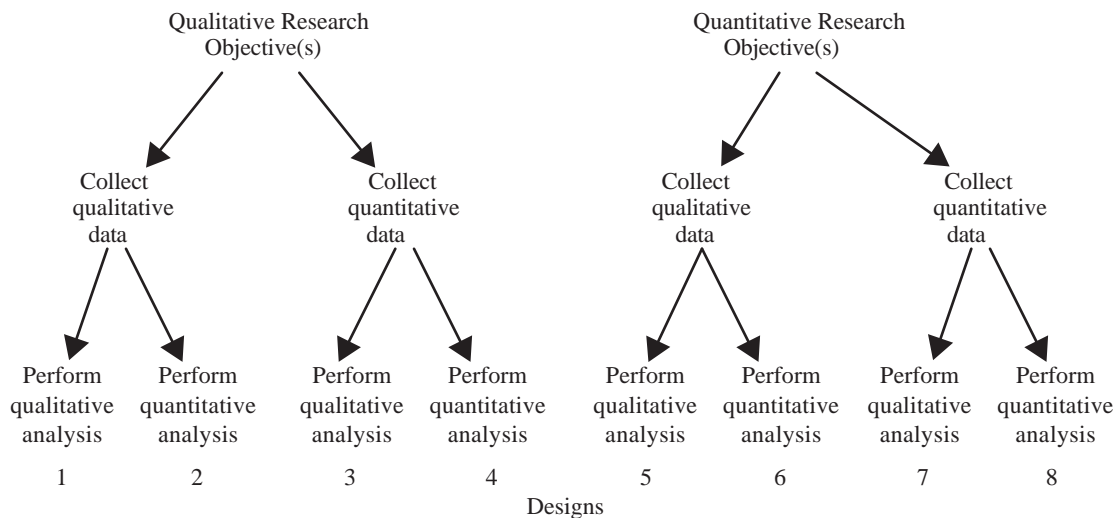 Qualitative Research
Objective(s)
Quantitative Research
Objective(s)
Collect
qualitative
data
Collect
quantitative
data
Collect
qualitative
data
Collect
quantitative
data
Perform
qualitative
analysis
1
Perform
quantitative
analysis
2
Perform
qualitative
analysis
3
Perform
quantitative
analysis
4
Perform
qualitative
analysis
5
Perform
quantitative
analysis
6
Perform
qualitative
analysis
7
Perform
quantitative
analysis
8
Designs